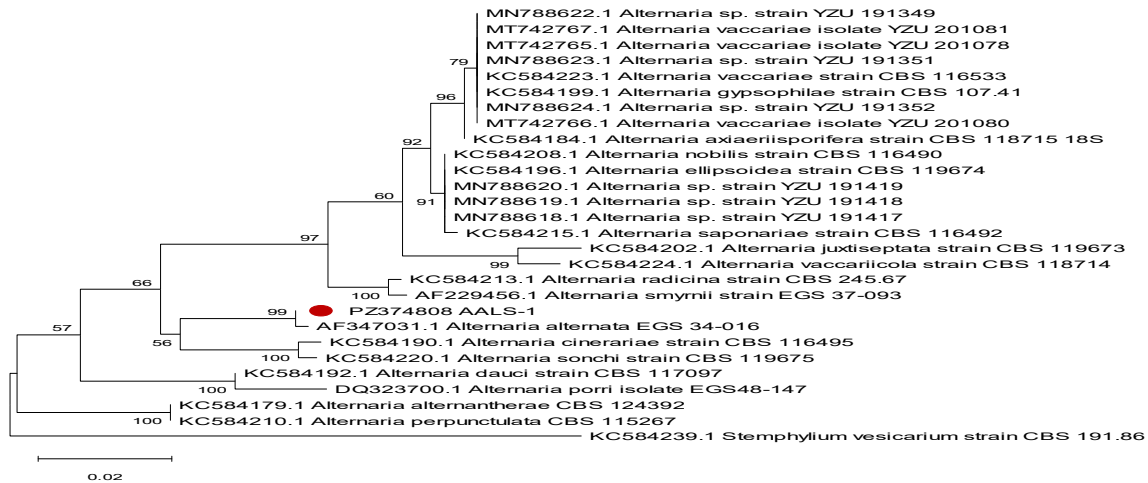 MN788622.1 Alternaria sp. strain YZU 191349
MT742767.1 Alternaria vaccariae isolate YZU 201081
MT742765.1 Alternaria vaccariae isolate YZU 201078
MN788623.1 Alternaria sp. strain YZU 191351
79
KC584223.1 Alternaria vaccariae strain CBS 116533
KC584199.1 Alternaria gypsophilae strain CBS 107.41
96
MN788624.1 Alternaria sp. strain YZU 191352
MT742766.1 Alternaria vaccariae isolate YZU 201080
KC584184.1 Alternaria axiaeriisporifera strain CBS 118715 18S
92
KC584208.1 Alternaria nobilis strain CBS 116490
KC584196.1 Alternaria ellipsoidea strain CBS 119674
MN788620.1 Alternaria sp. strain YZU 191419
60
MN788619.1 Alternaria sp. strain YZU 191418
91
MN788618.1 Alternaria sp. strain YZU 191417
KC584215.1 Alternaria saponariae strain CBS 116492
97
KC584202.1 Alternaria juxtiseptata strain CBS 119673
99
KC584224.1 Alternaria vaccariicola strain CBS 118714
KC584213.1 Alternaria radicina strain CBS 245.67
66
100
AF229456.1 Alternaria smyrnii strain EGS 37-093
99
PZ374808 AALS-1
AF347031.1 Alternaria alternata EGS 34-016
57
56
KC584190.1 Alternaria cinerariae strain CBS 116495
100
KC584220.1 Alternaria sonchi strain CBS 119675
KC584192.1 Alternaria dauci strain CBS 117097
100
DQ323700.1 Alternaria porri isolate EGS48-147
KC584179.1 Alternaria alternantherae CBS 124392
100
KC584210.1 Alternaria perpunctulata CBS 115267
KC584239.1 Stemphylium vesicarium strain CBS 191.86
0.02